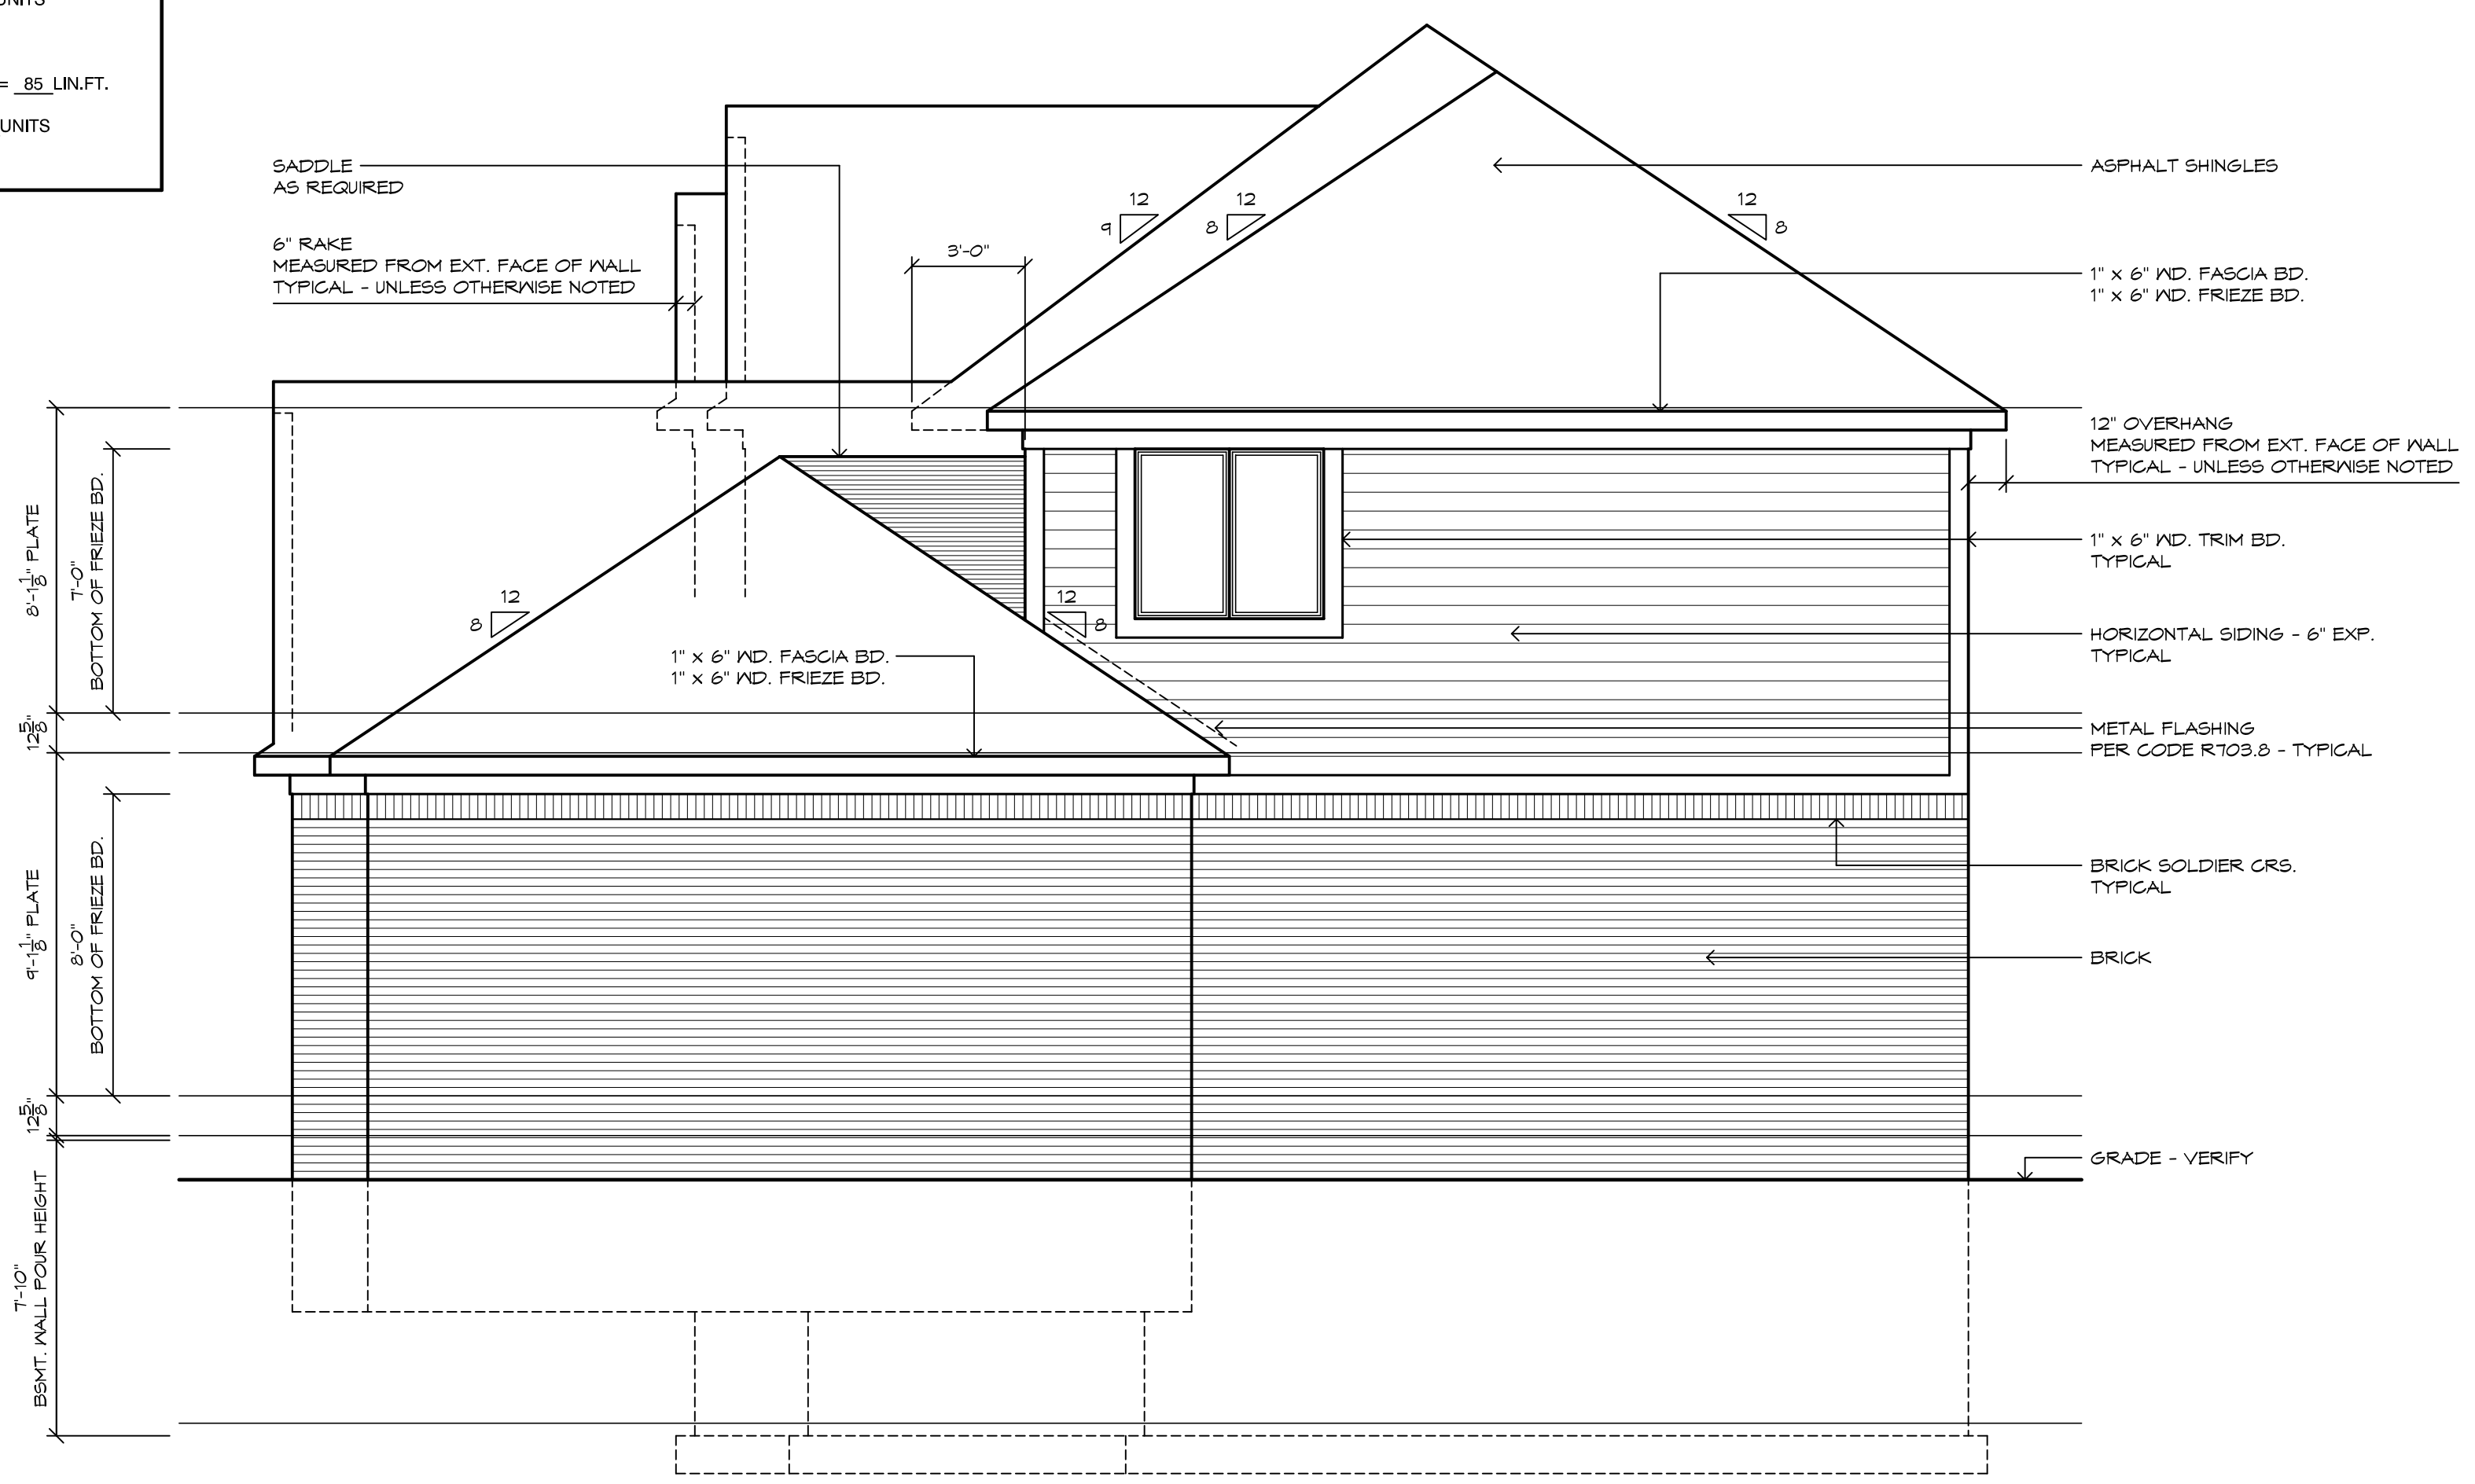 UNITS
= 85 LIN.FT.
UNITS
SADDLE
AS REQUIRED
6" RAKE
MEASURED FROM EXT. FACE OF WALL
TYPICAL - UNLESS OTHERWISE NOTED
3'-0"
12
9
12
8
12
8
ASPHALT SHINGLES
1" x 6" WD. FASCIA BD.
1" x 6" WD. FRIEZE BD.
12" OVERHANG
MEASURED FROM EXT. FACE OF WALL
TYPICAL - UNLESS OTHERWISE NOTED
1" x 6" WD. TRIM BD.
TYPICAL
12
8
12
8
HORIZONTAL SIDING - 6" EXP.
TYPICAL
1" x 6" WD. FASCIA BD.
1" x 6" WD. FRIEZE BD.
METAL FLASHING
PER CODE R703.8 - TYPICAL
BRICK SOLDIER CRS.
TYPICAL
BRICK
GRADE - VERIFY
8'-1 1/8" PLATE
7'-0"
BOTTOM OF FRIEZE BD.
12 5/8"
9'-1 1/8" PLATE
8'-0"
BOTTOM OF FRIEZE BD.
12 5/8"
7'-10"
BSMT. WALL POUR HEIGHT